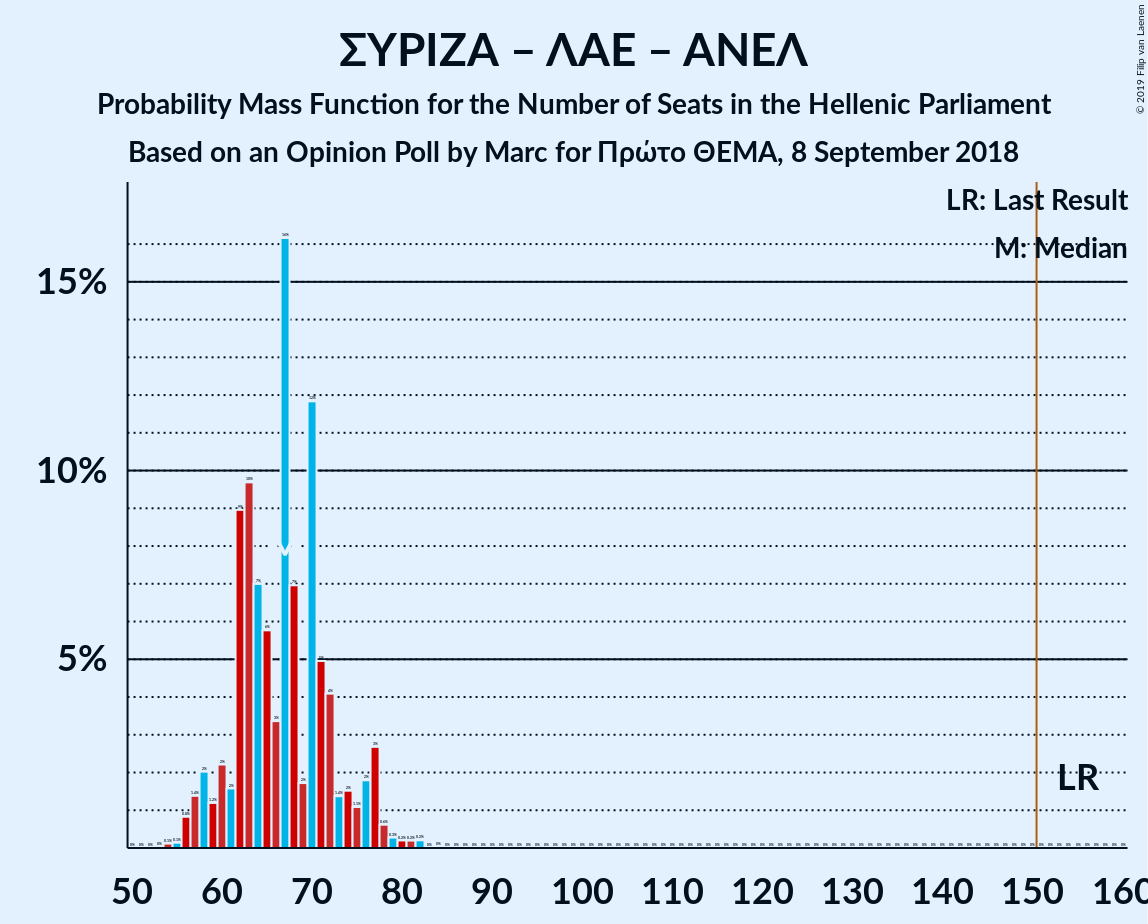 ΣΥΡΙΖΑ – ΛΑΕ – ΑΝΕΛ
Probability Mass Function for the Number of Seats in the Hellenic Parliament
Based on an Opinion Poll by Marc for Πρώτο ΘΕΜΑ, 8 September 2018
© 2019 Filip van Laenen
LR: Last Result
M: Median
15%
10%
5%
M
LR
50 60 70 80 90 100 110 120 130 140 150 160